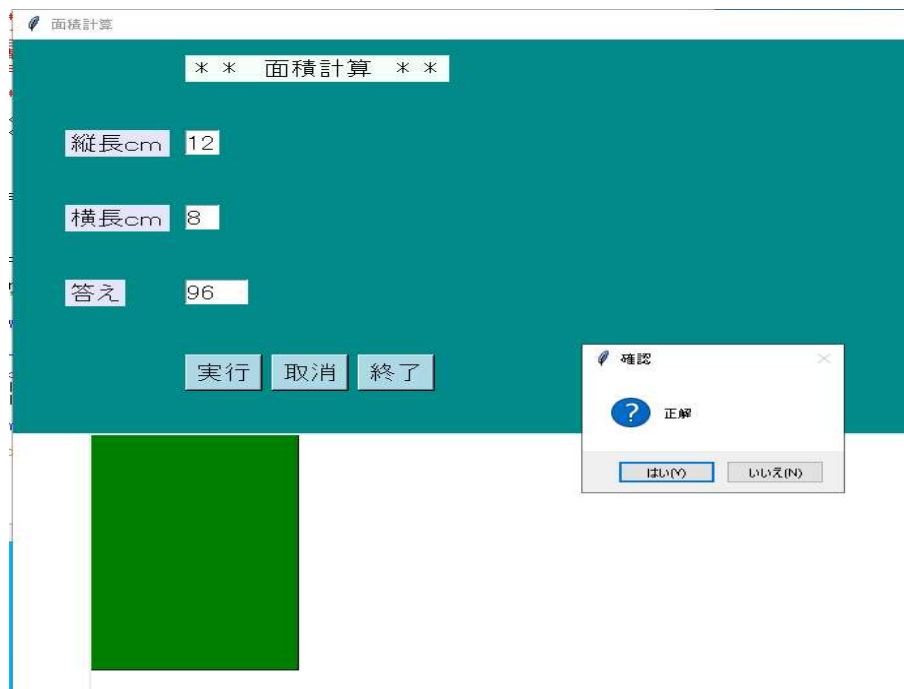 面積計算
＊＊ 面積計算 ＊＊
縦長cm 12
横長cm 8
答え 96
実行 取消 終了
確認
? 正解
はい(Y) いいえ(N)